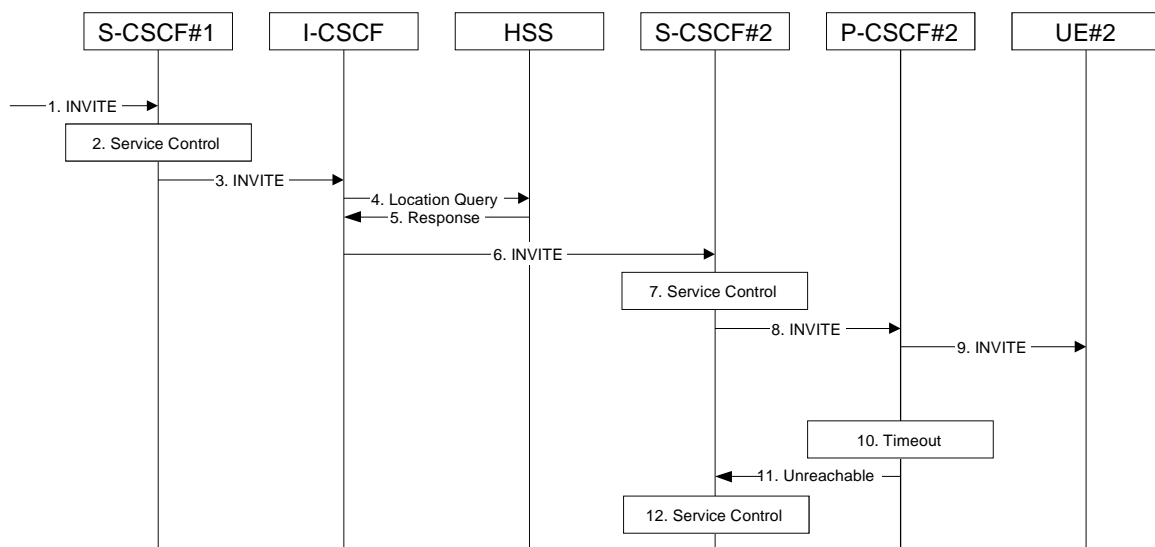 S-CSCF#1 I-CSCF HSS S-CSCF#2 P-CSCF#2 UE#2
1. INVITE
2. Service Control
3. INVITE
4. Location Query
5. Response
6. INVITE
7. Service Control
8. INVITE
9. INVITE
10. Timeout
11. Unreachable
12. Service Control